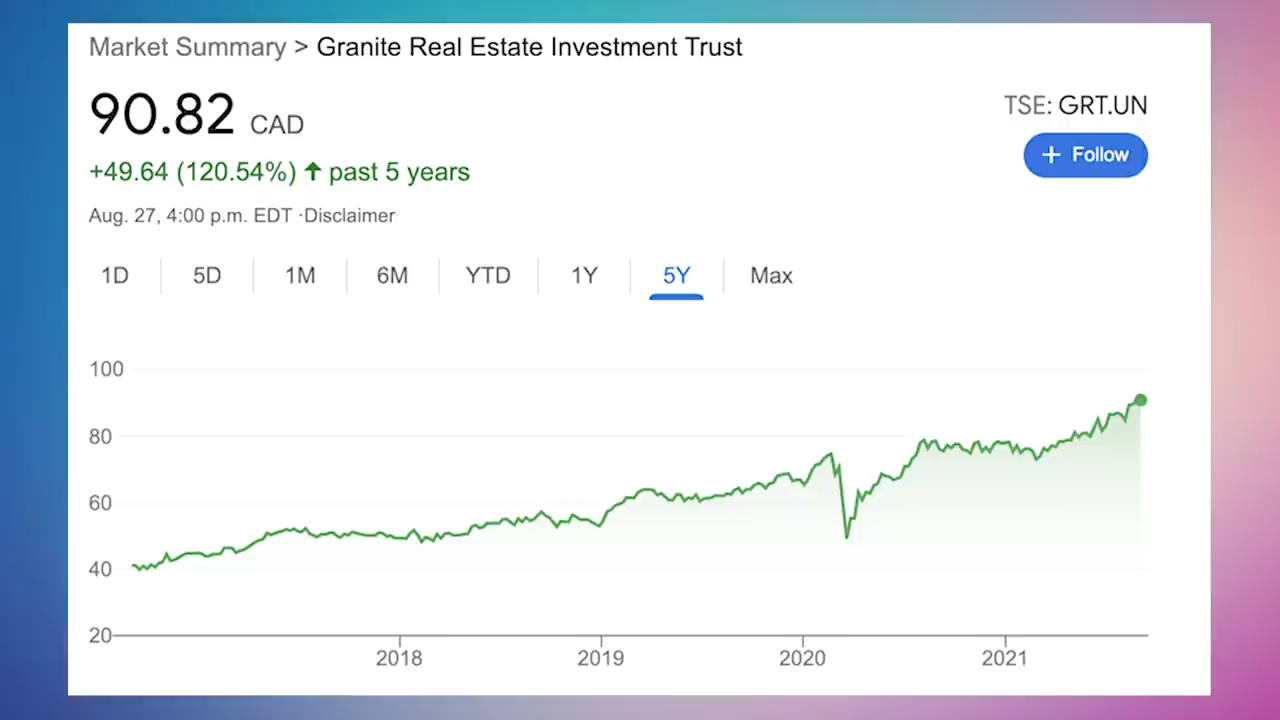 Market Summary > Granite Real Estate Investment Trust
90.82 CAD
TSE: GRT.UN
+49.64 (120.54%) ↑ past 5 years
+ Follow
Aug. 27, 4:00 p.m. EDT ·Disclaimer
1D 5D 1M 6M YTD 1Y 5Y Max
100
80
60
40
20
2018 2019 2020 2021